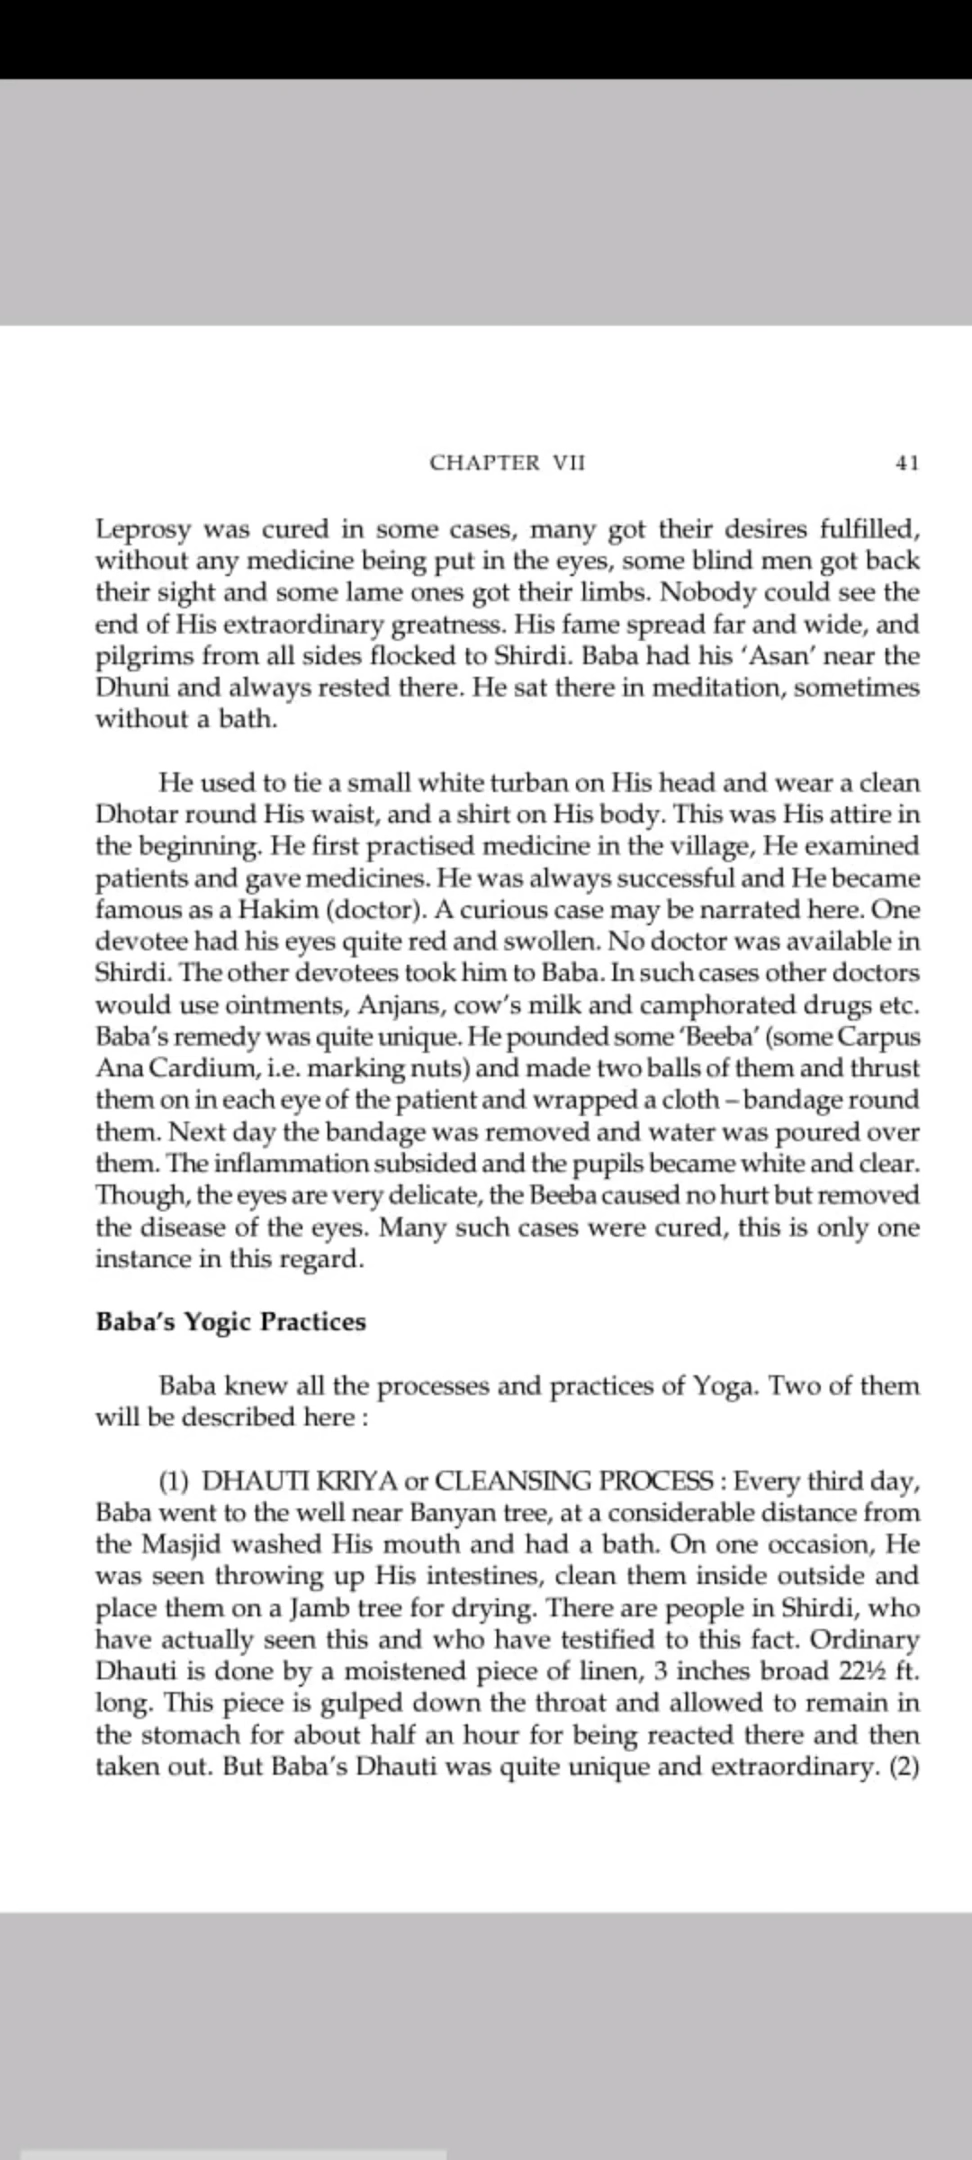 CHAPTER VII 41
Leprosy was cured in some cases, many got their desires fulfilled,
without any medicine being put in the eyes, some blind men got back
their sight and some lame ones got their limbs. Nobody could see the
end of His extraordinary greatness. His fame spread far and wide, and
pilgrims from all sides flocked to Shirdi. Baba had his ‘Asan’ near the
Dhuni and always rested there. He sat there in meditation, sometimes
without a bath.
He used to tie a small white turban on His head and wear a clean
Dhotar round His waist, and a shirt on His body. This was His attire in
the beginning. He first practised medicine in the village, He examined
patients and gave medicines. He was always successful and He became
famous as a Hakim (doctor). A curious case may be narrated here. One
devotee had his eyes quite red and swollen. No doctor was available in
Shirdi. The other devotees took him to Baba. In such cases other doctors
would use ointments, Anjans, cow’s milk and camphorated drugs etc.
Baba’s remedy was quite unique. He pounded some ‘Beeba’ (some Carpus
Ana Cardium, i.e. marking nuts) and made two balls of them and thrust
them on in each eye of the patient and wrapped a cloth – bandage round
them. Next day the bandage was removed and water was poured over
them. The inflammation subsided and the pupils became white and clear.
Though, the eyes are very delicate, the Beeba caused no hurt but removed
the disease of the eyes. Many such cases were cured, this is only one
instance in this regard.
Baba’s Yogic Practices
Baba knew all the processes and practices of Yoga. Two of them
will be described here :
(1) DHAUTI KRIYA or CLEANSING PROCESS : Every third day,
Baba went to the well near Banyan tree, at a considerable distance from
the Masjid washed His mouth and had a bath. On one occasion, He
was seen throwing up His intestines, clean them inside outside and
place them on a Jamb tree for drying. There are people in Shirdi, who
have actually seen this and who have testified to this fact. Ordinary
Dhauti is done by a moistened piece of linen, 3 inches broad 22½ ft.
long. This piece is gulped down the throat and allowed to remain in
the stomach for about half an hour for being reacted there and then
taken out. But Baba’s Dhauti was quite unique and extraordinary. (2)